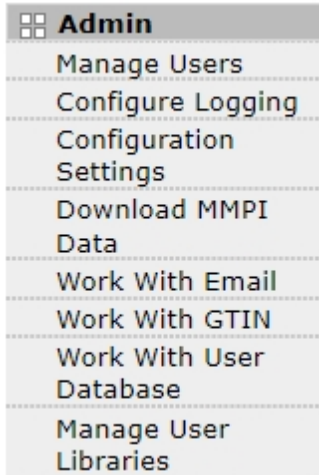 Admin
Manage Users
Configure Logging
Configuration
Settings
Download MMPI
Data
Work With Email
Work With GTIN
Work With User
Database
Manage User
Libraries